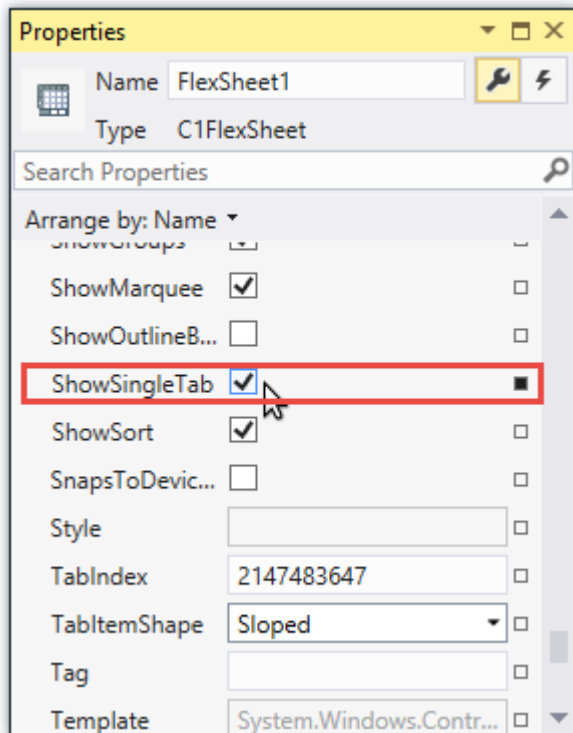 Properties
Name FlexSheet1
Type C1FlexSheet
Search Properties
Arrange by: Name
ShowGroups
ShowMarquee
ShowOutlineB...
ShowSingleTab
ShowSort
SnapsToDevic...
Style
TabIndex 2147483647
TabItemShape Sloped
Tag
Template System.Windows.Contr...